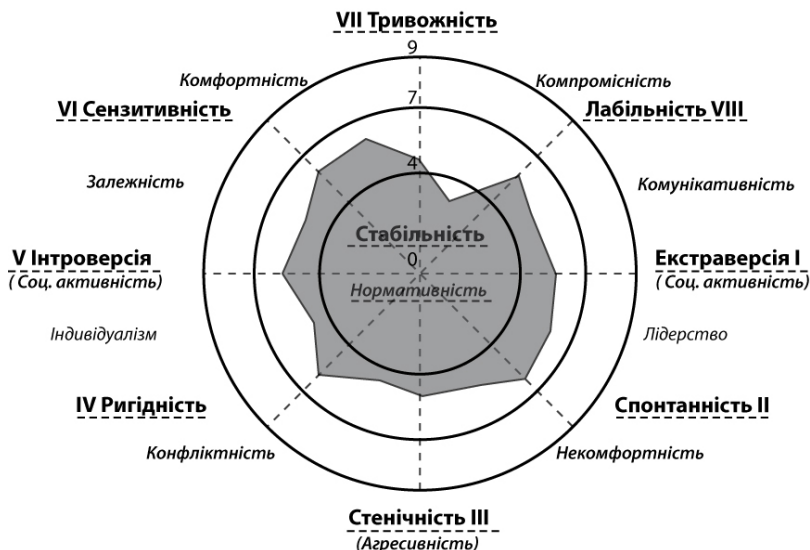 VII Тривожність
9
Комфортність
Компромісність
VI Сензитивність
7
Лабільність VIII
4
Залежність
Комунікативність
Стабільність
V Інтроверсія
0
Екстраверсія I
( Соц. активність)
( Соц. активність)
Нормативність
Індивідуалізм
Лідерство
IV Ригідність
Спонтанність II
Конфліктність
Некомфортність
Стенічність III
(Агресивність)